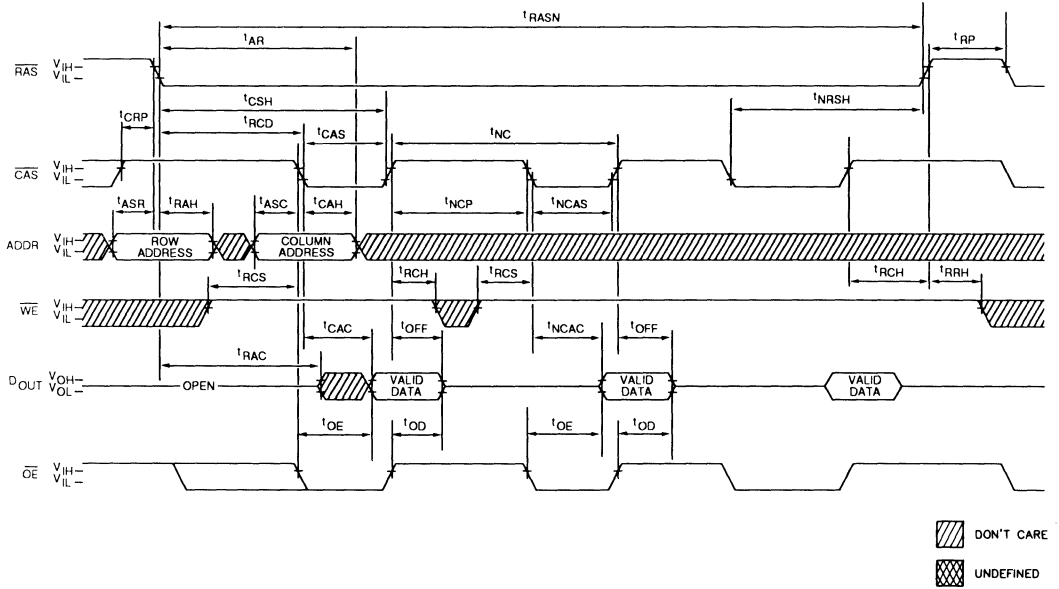 tRASN
tAR
tRP
RAS VIH
VIL
tCSH
tNRSH
tCRP
tRCD
tCAS
tNC
CAS VIH
VIL
tASR
tRAH
tASC
tCAH
tNCP
tNCAS
ADDR VIH
VIL
ROW
ADDRESS
COLUMN
ADDRESS
tRCS
tRCH
tRCS
tRCH
tRRH
WE VIH
VIL
tCAC
tOFF
tNCAC
tOFF
tRAC
DOUT VOH
VOL
OPEN
VALID
DATA
VALID
DATA
VALID
DATA
tOE
tOD
tOE
tOD
OE VIH
VIL
DON'T CARE
UNDEFINED